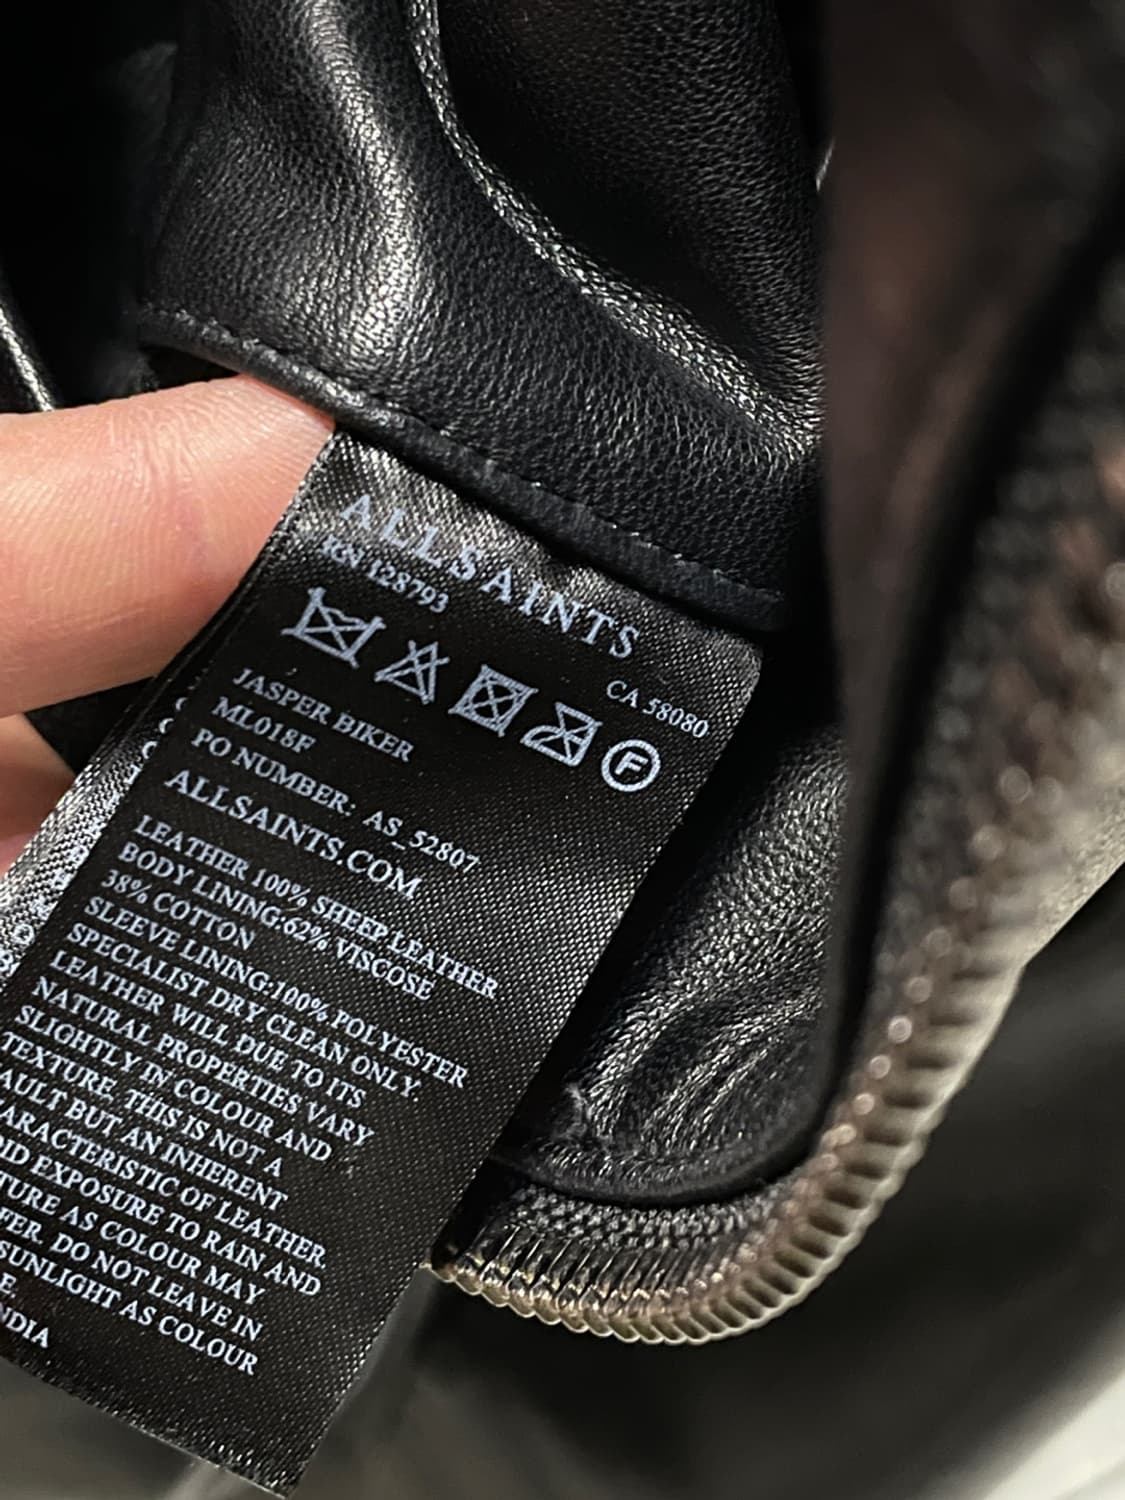 ALLSAINTS
RN 128793
CA 58080
F
JASPER BIKER
ML018F
PO NUMBER: AS_52807
ALLSAINTS.COM
LEATHER 100% SHEEP LEATHER
BODY LINING:62% VISCOSE
38% COTTON
SLEEVE LINING:100% POLYESTER
SPECIALIST DRY CLEAN ONLY.
LEATHER WILL DUE TO ITS
NATURAL PROPERTIES VARY
SLIGHTLY IN COLOUR AND
TEXTURE, THIS IS NOT A
AULT BUT AN INHERENT
ARACTERISTIC OF LEATHER
OID EXPOSURE TO RAIN AND
TURE AS COLOUR MAY
FER. DO NOT LEAVE IN
SUNLIGHT AS COLOUR
E.
NDIA